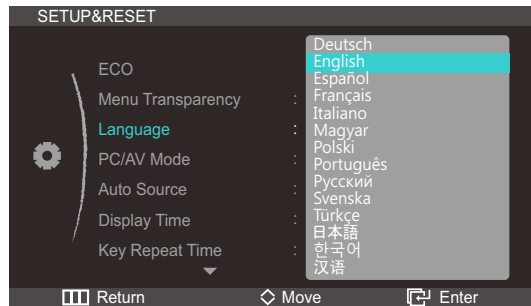 SETUP&RESET
ECO
Menu Transparency :
Language :
PC/AV Mode :
Auto Source :
Display Time :
Key Repeat Time :
Deutsch
English
Español
Français
Italiano
Magyar
Polski
Português
Русский
Svenska
Türkçe
日本語
한국어
汉语
Return Move Enter